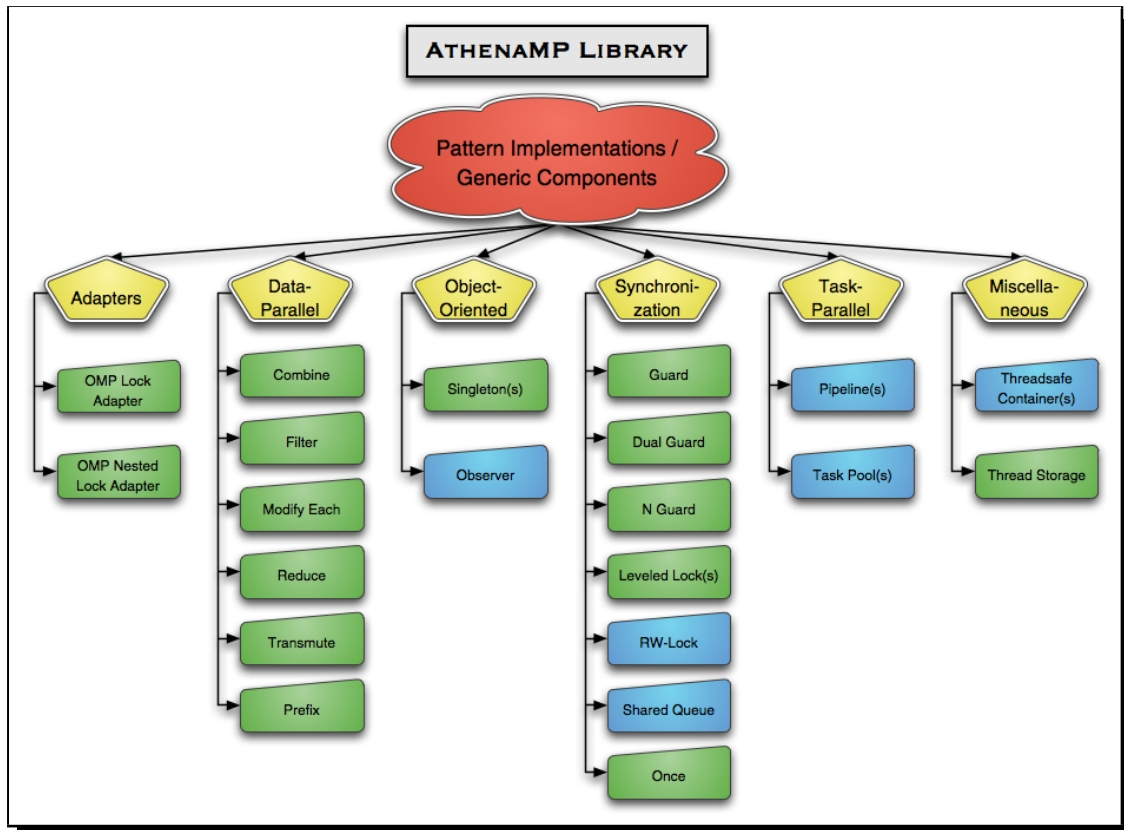 ATHENAMP LIBRARY
Pattern Implementations /
Generic Components
Adapters
OMP Lock
Adapter
OMP Nested
Lock Adapter
Data-
Parallel
Combine
Filter
Modify Each
Reduce
Transmute
Prefix
Object-
Oriented
Singleton(s)
Observer
Synchroni-
zation
Guard
Dual Guard
N Guard
Leveled Lock(s)
RW-Lock
Shared Queue
Once
Task-
Parallel
Pipeline(s)
Task Pool(s)
Miscella-
neous
Threadsafe
Container(s)
Thread Storage